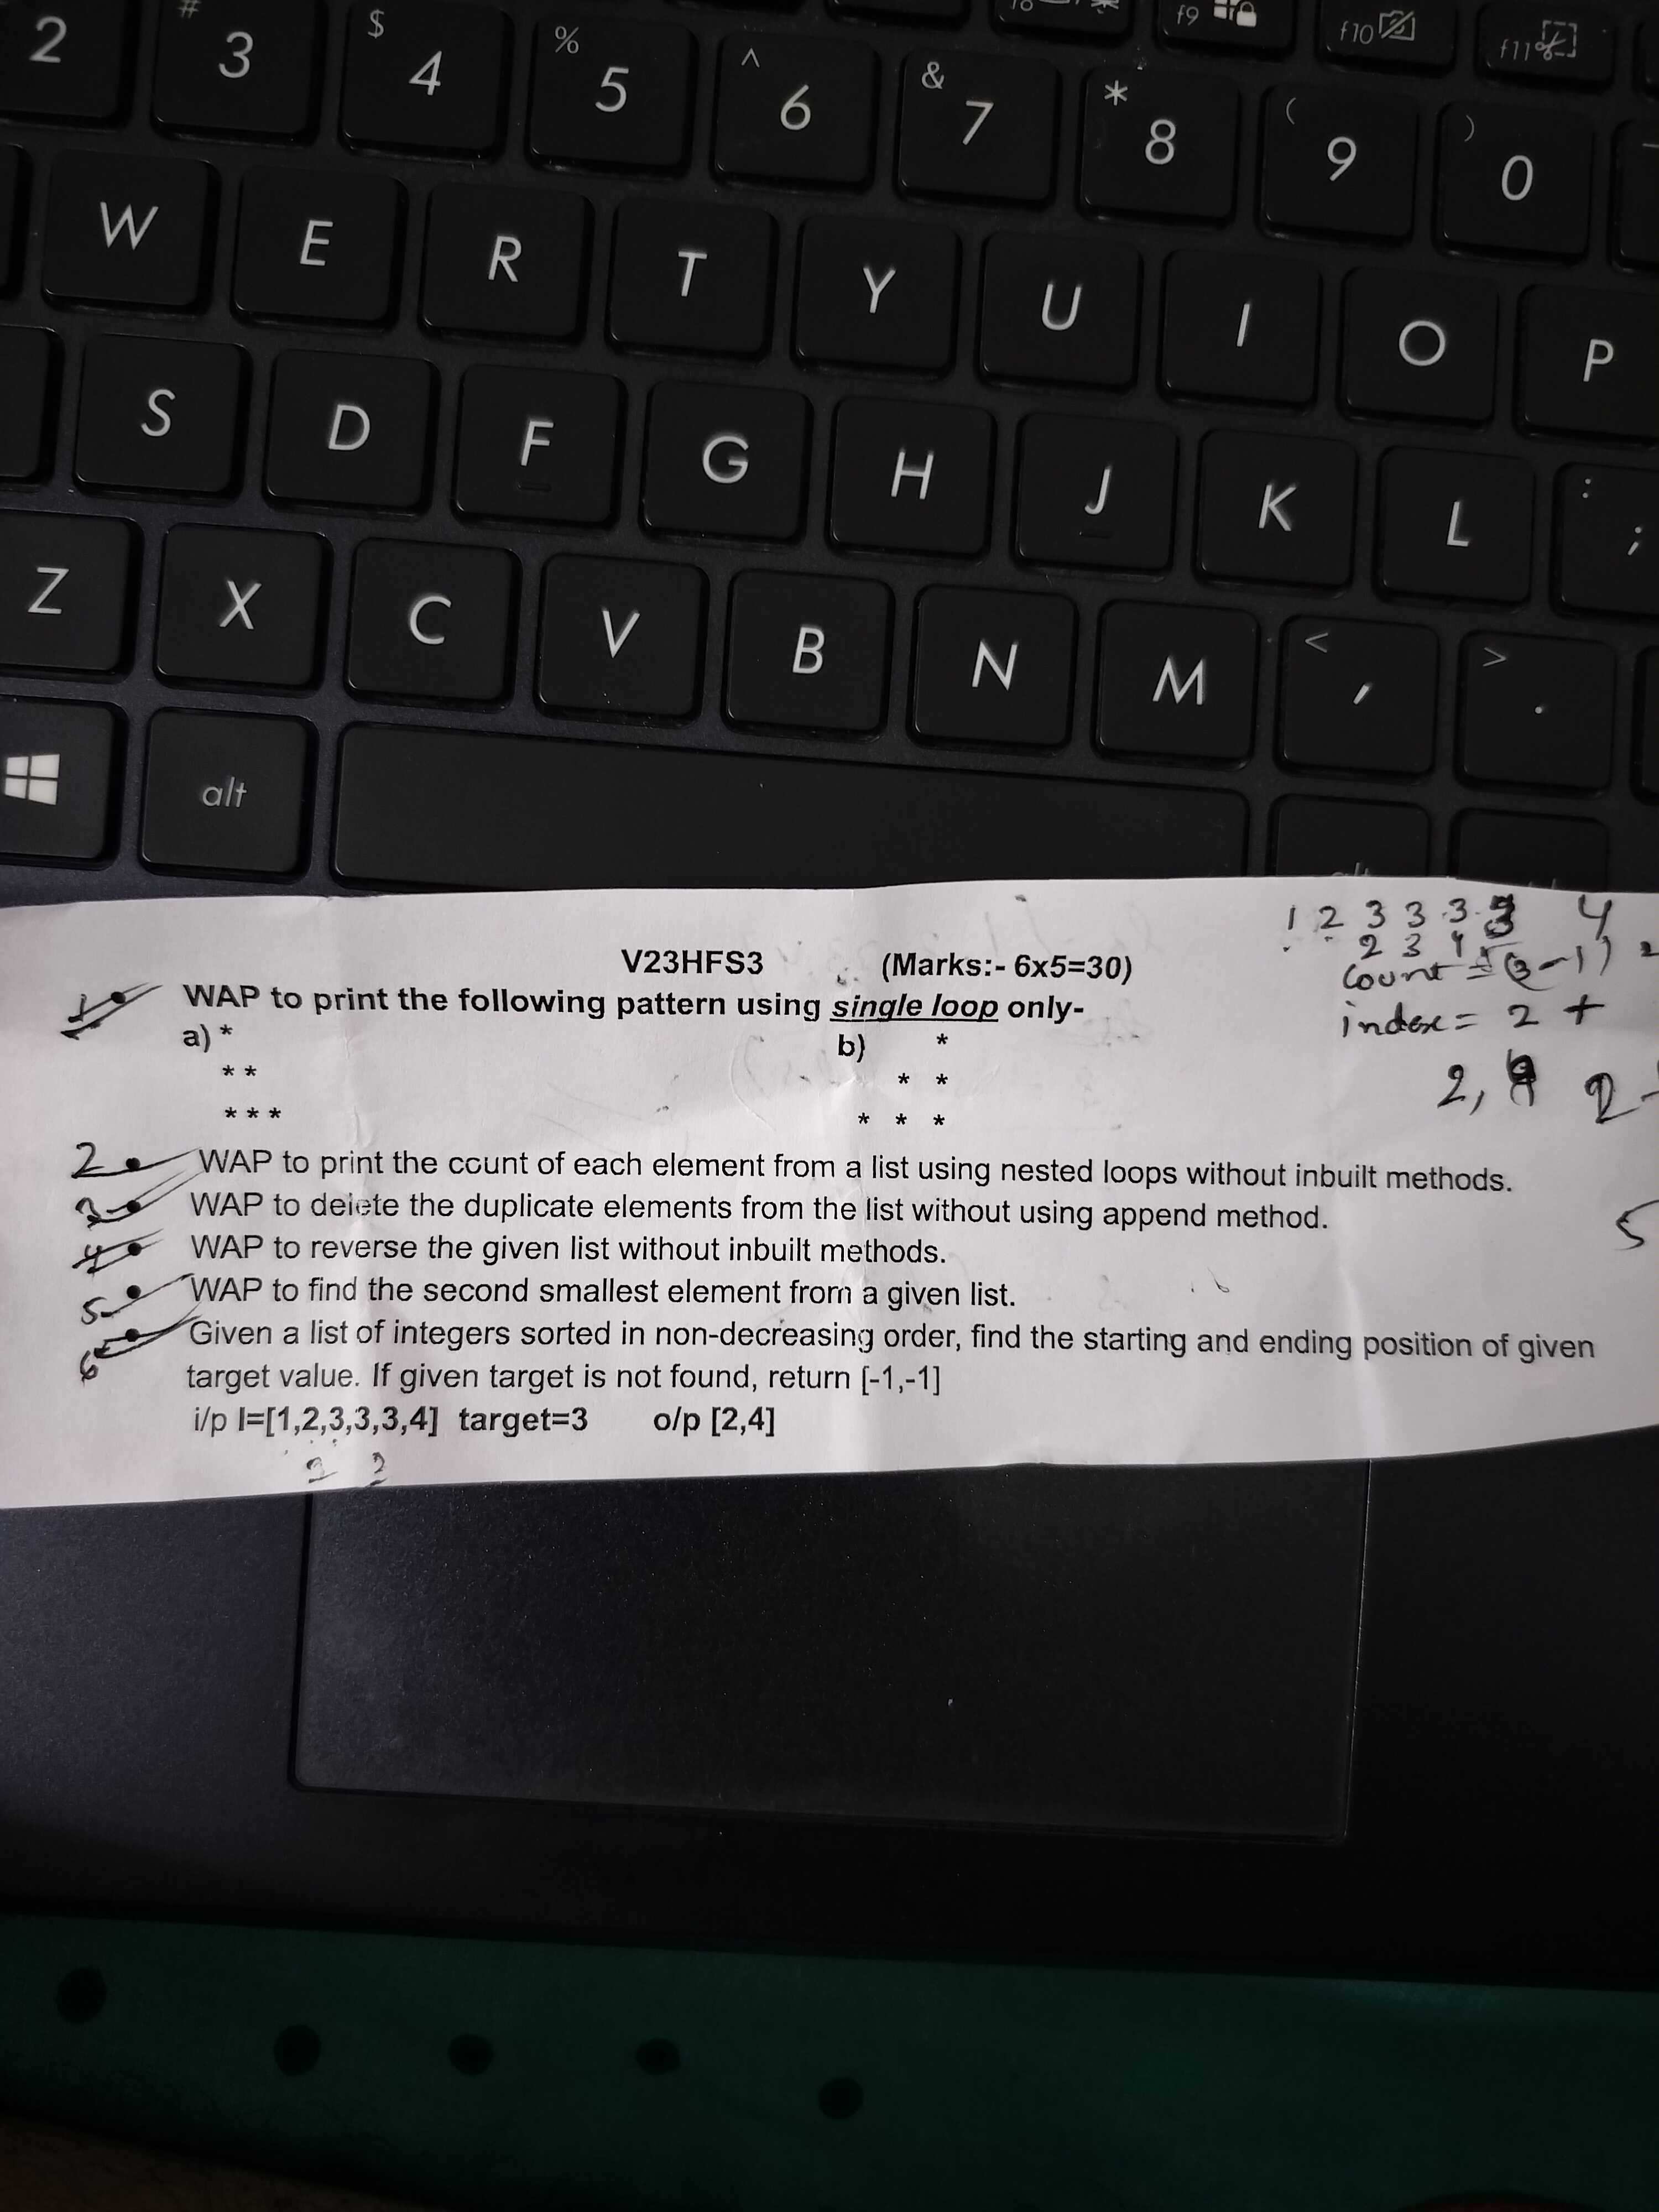 # $ % ^ & * ( )
2 3 4 5 6 7 8 9 0
f9 f10 f11
W E R T Y U I O P
S D F G H J K L : ;
Z X C V B N M < , > .
alt
1 2 3 3 3 4
2 3 4
V23HFS3 (Marks:- 6x5=30)
count = (3-1)
1 WAP to print the following pattern using single loop only-
index = 2 +
a) * b) *
* * * *
2,
* * * * * *
2 • WAP to print the count of each element from a list using nested loops without inbuilt methods.
3 • WAP to delete the duplicate elements from the list without using append method.
5
4 • WAP to reverse the given list without inbuilt methods.
5 • WAP to find the second smallest element from a given list.
6 • Given a list of integers sorted in non-decreasing order, find the starting and ending position of given
target value. If given target is not found, return [-1,-1]
i/p l=[1,2,3,3,3,4] target=3 o/p [2,4]